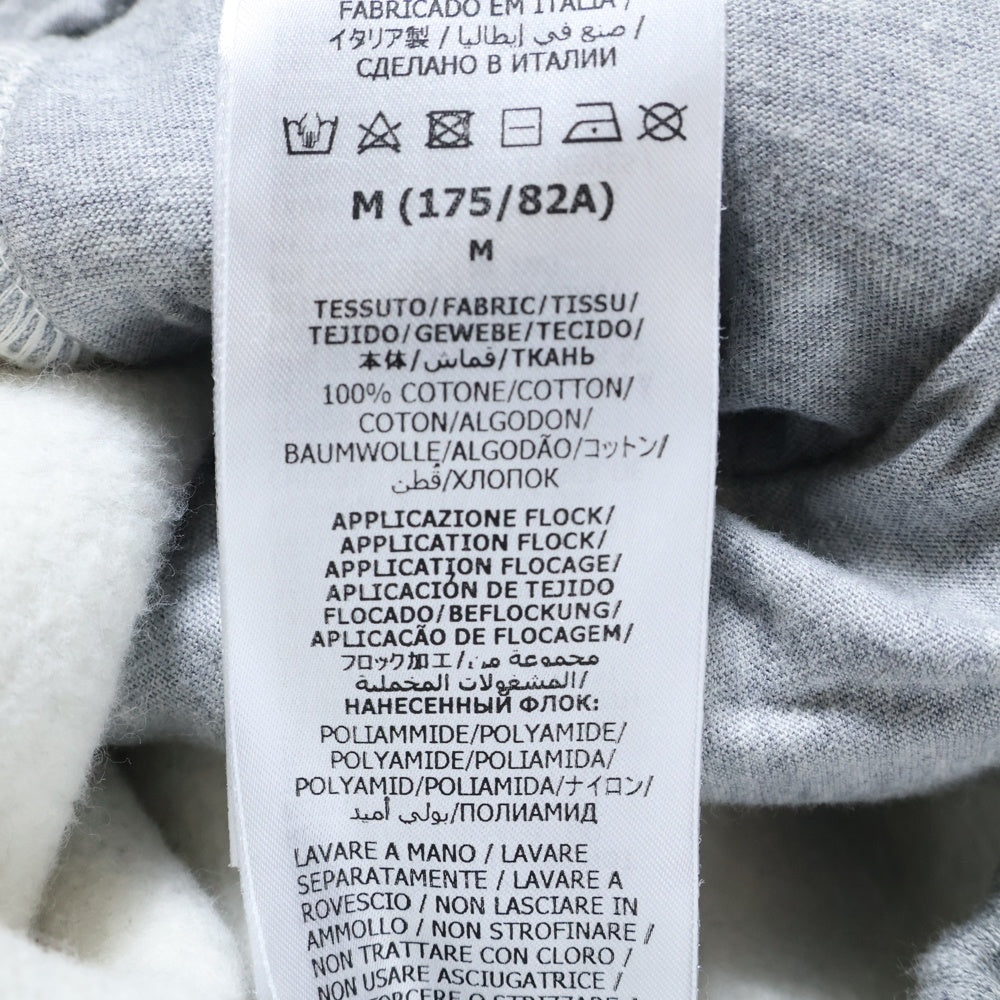 FABRICADO EM ITALIA /
イタリア製 / صنع في إيطاليا /
СДЕЛАНО В ИТАЛИИ
M (175/82A)
M
TESSUTO/FABRIC/TISSU/
TEJIDO/GEWEBE/TECIDO/
本体/قماش/ТКАНЬ
100% COTONE/COTTON/
COTON/ALGODON/
BAUMWOLLE/ALGODÃO/コットン/
قُطن/ХЛОПОК
APPLICAZIONE FLOCK/
APPLICATION FLOCK/
APPLICATION FLOCAGE/
APLICACIÓN DE TEJIDO
FLOCADO/BEFLOCKUNG/
APLICACÃO DE FLOCAGEM/
フロック加工/مجموعة من
المشغولات المخملية/
НАНЕСЕННЫЙ ФЛОК:
POLIAMMIDE/POLYAMIDE/
POLYAMIDE/POLIAMIDA/
POLYAMID/POLIAMIDA/ナイロン/
بولي أميد/ПОЛИАМИД
LAVARE A MANO / LAVARE
SEPARATAMENTE / LAVARE A
ROVESCIO / NON LASCIARE IN
AMMOLLO / NON STROFINARE /
NON TRATTARE CON CLORO /
NON USARE ASCIUGATRICE /
TORCERE O STRIZZARE /